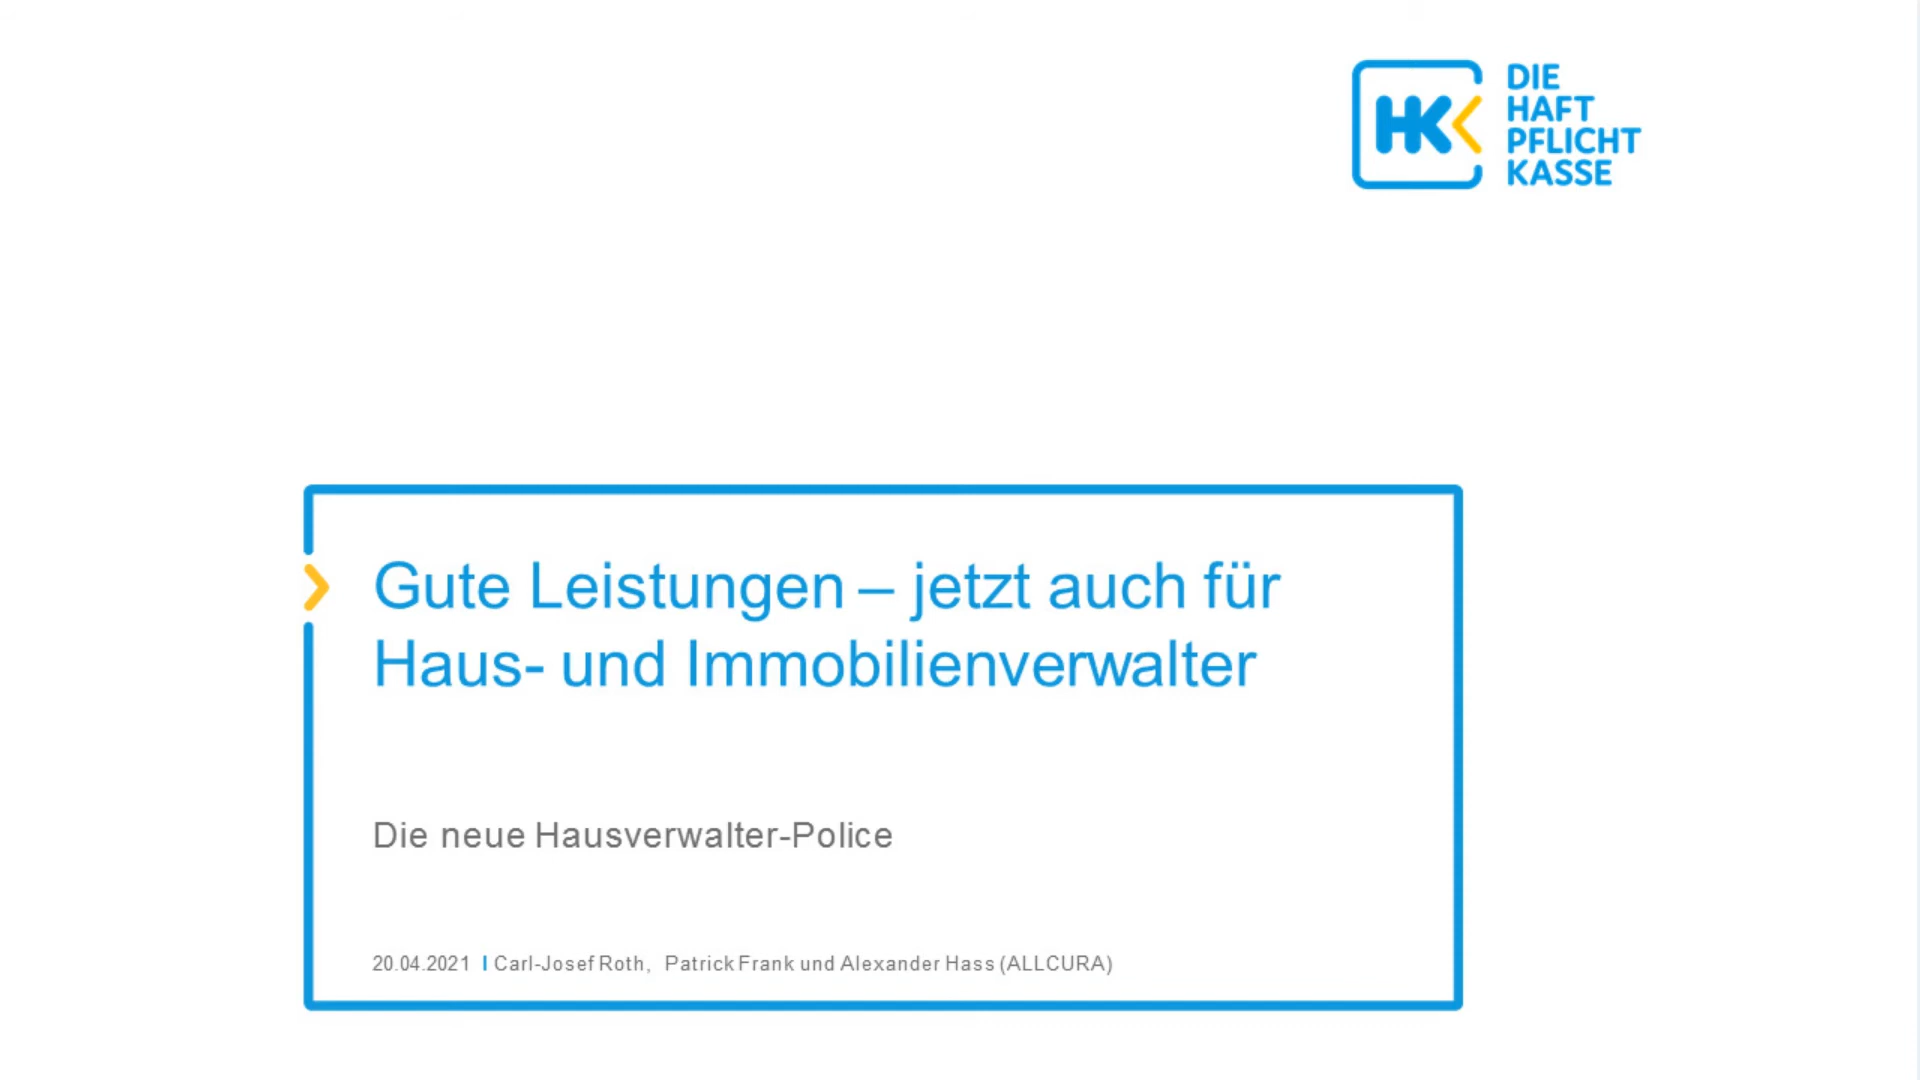 HK
DIE
HAFT
PFLICHT
KASSE
Gute Leistungen – jetzt auch für
Haus- und Immobilienverwalter
Die neue Hausverwalter-Police
20.04.2021 I Carl-Josef Roth, Patrick Frank und Alexander Hass (ALLCURA)